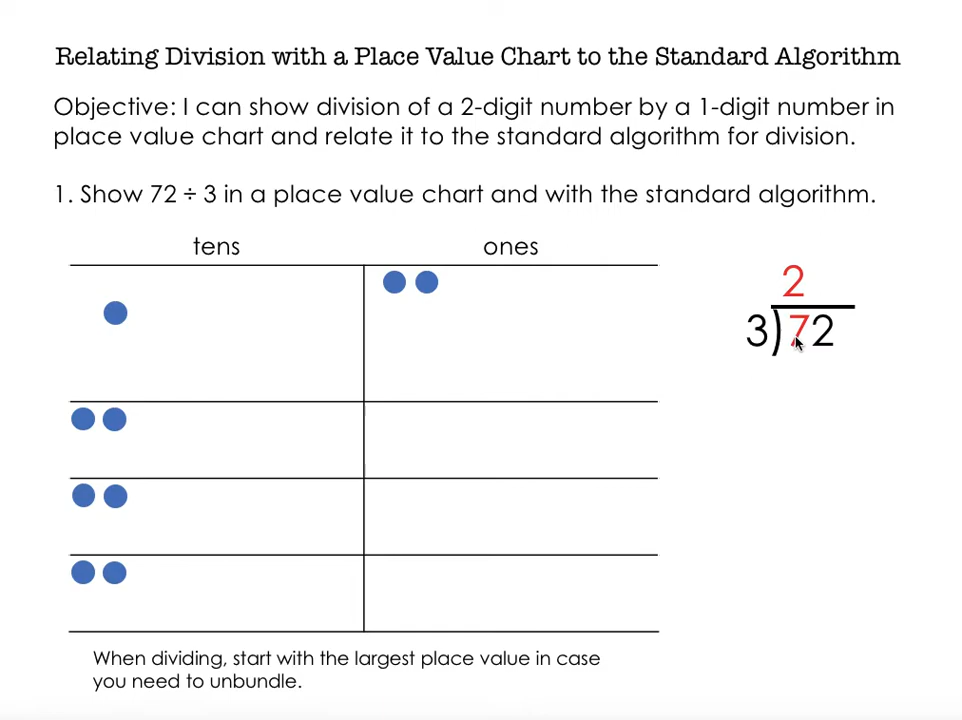 Relating Division with a Place Value Chart to the Standard Algorithm
Objective: I can show division of a 2-digit number by a 1-digit number in
place value chart and relate it to the standard algorithm for division.
1. Show 72 ÷ 3 in a place value chart and with the standard algorithm.
tens ones
2
3)72
When dividing, start with the largest place value in case
you need to unbundle.